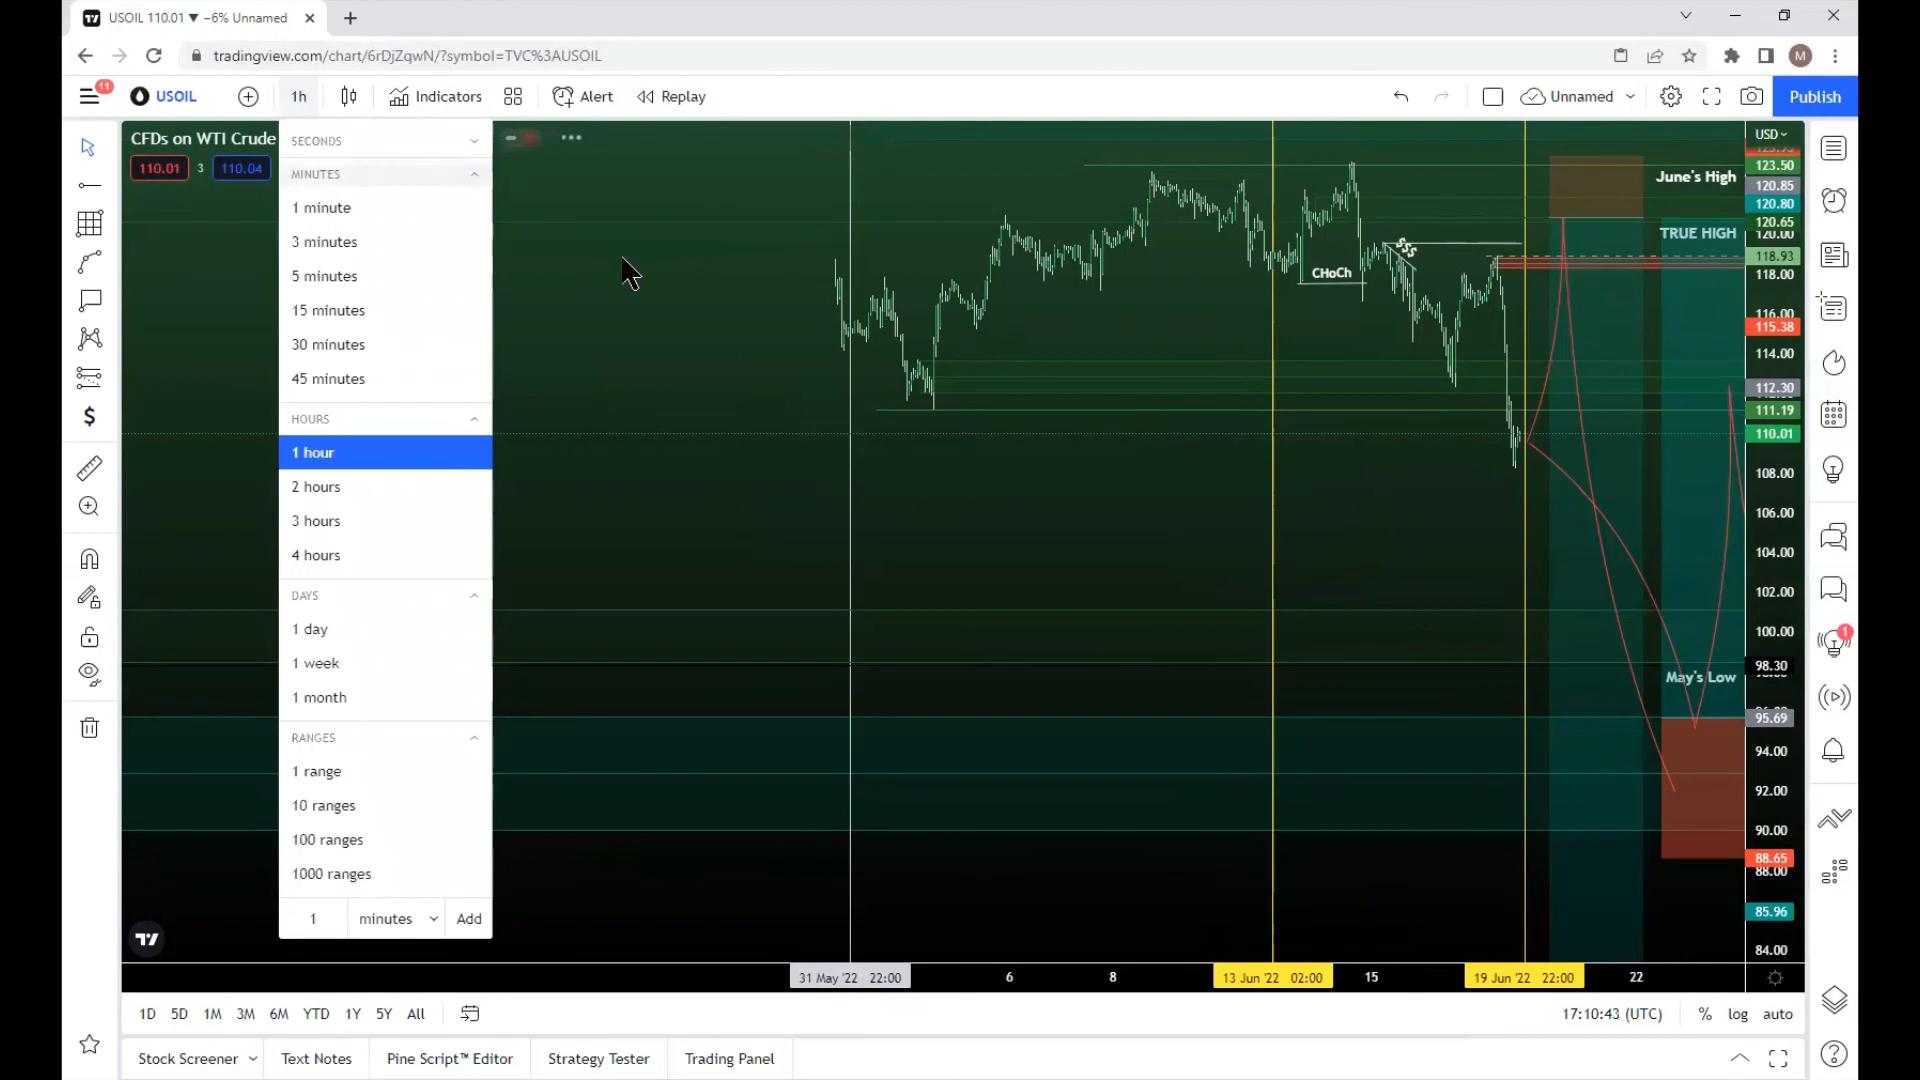 USOIL 110.01 ▼ −6% Unnamed
tradingview.com/chart/6rDjZqwN/?symbol=TVC%3AUSOIL
M
11
USOIL
1h
Indicators
Alert
Replay
Unnamed
Publish
CFDs on WTI Crude
110.01
3
110.04
SECONDS
MINUTES
1 minute
3 minutes
5 minutes
15 minutes
30 minutes
45 minutes
HOURS
1 hour
2 hours
3 hours
4 hours
DAYS
1 day
1 week
1 month
RANGES
1 range
10 ranges
100 ranges
1000 ranges
1 minutes Add
CHoCh
$$$
June's High
TRUE HIGH
May's Low
USD
123.50
120.85
120.80
120.65
120.00
118.93
118.00
116.00
115.38
114.00
112.30
111.19
110.01
108.00
106.00
104.00
102.00
100.00
98.30
95.69
94.00
92.00
90.00
88.65
88.00
85.96
84.00
1
31 May '22 22:00
6
8
13 Jun '22 02:00
15
19 Jun '22 22:00
22
1D 5D 1M 3M 6M YTD 1Y 5Y All
17:10:43 (UTC) % log auto
Stock Screener Text Notes Pine Script™ Editor Strategy Tester Trading Panel